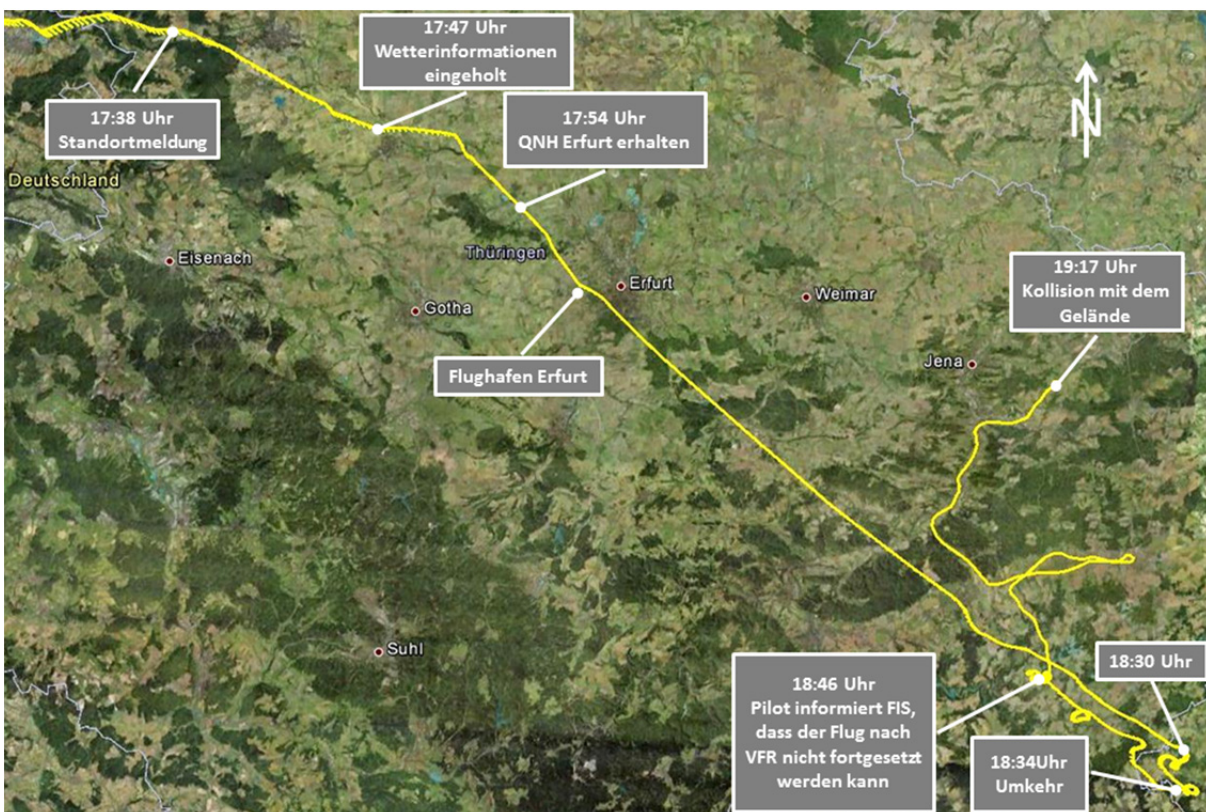 17:47 Uhr
Wetterinformationen
eingeholt
17:38 Uhr
Standortmeldung
17:54 Uhr
QNH Erfurt erhalten
N
Deutschland
Eisenach
Thüringen
Gotha
Erfurt
Weimar
19:17 Uhr
Kollision mit dem
Gelände
Flughafen Erfurt
Jena
Suhl
18:46 Uhr
Pilot informiert FIS,
dass der Flug nach
VFR nicht fortgesetzt
werden kann
18:30 Uhr
18:34Uhr
Umkehr